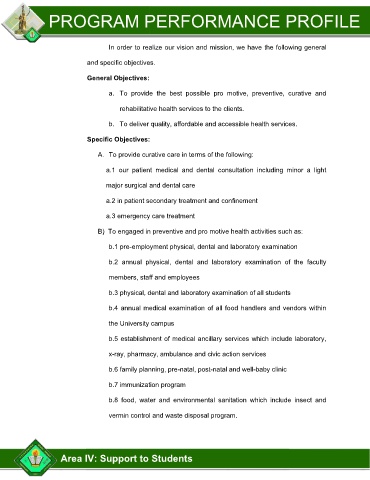 PROGRAM PERFORMANCE PROFILE
In order to realize our vision and mission, we have the following general
and specific objectives.
General Objectives:
a. To provide the best possible pro motive, preventive, curative and
rehabilitative health services to the clients.
b. To deliver quality, affordable and accessible health services.
Specific Objectives:
A. To provide curative care in terms of the following:
a.1 our patient medical and dental consultation including minor a light
major surgical and dental care
a.2 in patient secondary treatment and confinement
a.3 emergency care treatment
B) To engaged in preventive and pro motive health activities such as:
b.1 pre-employment physical, dental and laboratory examination
b.2 annual physical, dental and laboratory examination of the faculty
members, staff and employees
b.3 physical, dental and laboratory examination of all students
b.4 annual medical examination of all food handlers and vendors within
the University campus
b.5 establishment of medical ancillary services which include laboratory,
x-ray, pharmacy, ambulance and civic action services
b.6 family planning, pre-natal, post-natal and well-baby clinic
b.7 immunization program
b.8 food, water and environmental sanitation which include insect and
vermin control and waste disposal program.
Area IV: Support to Students